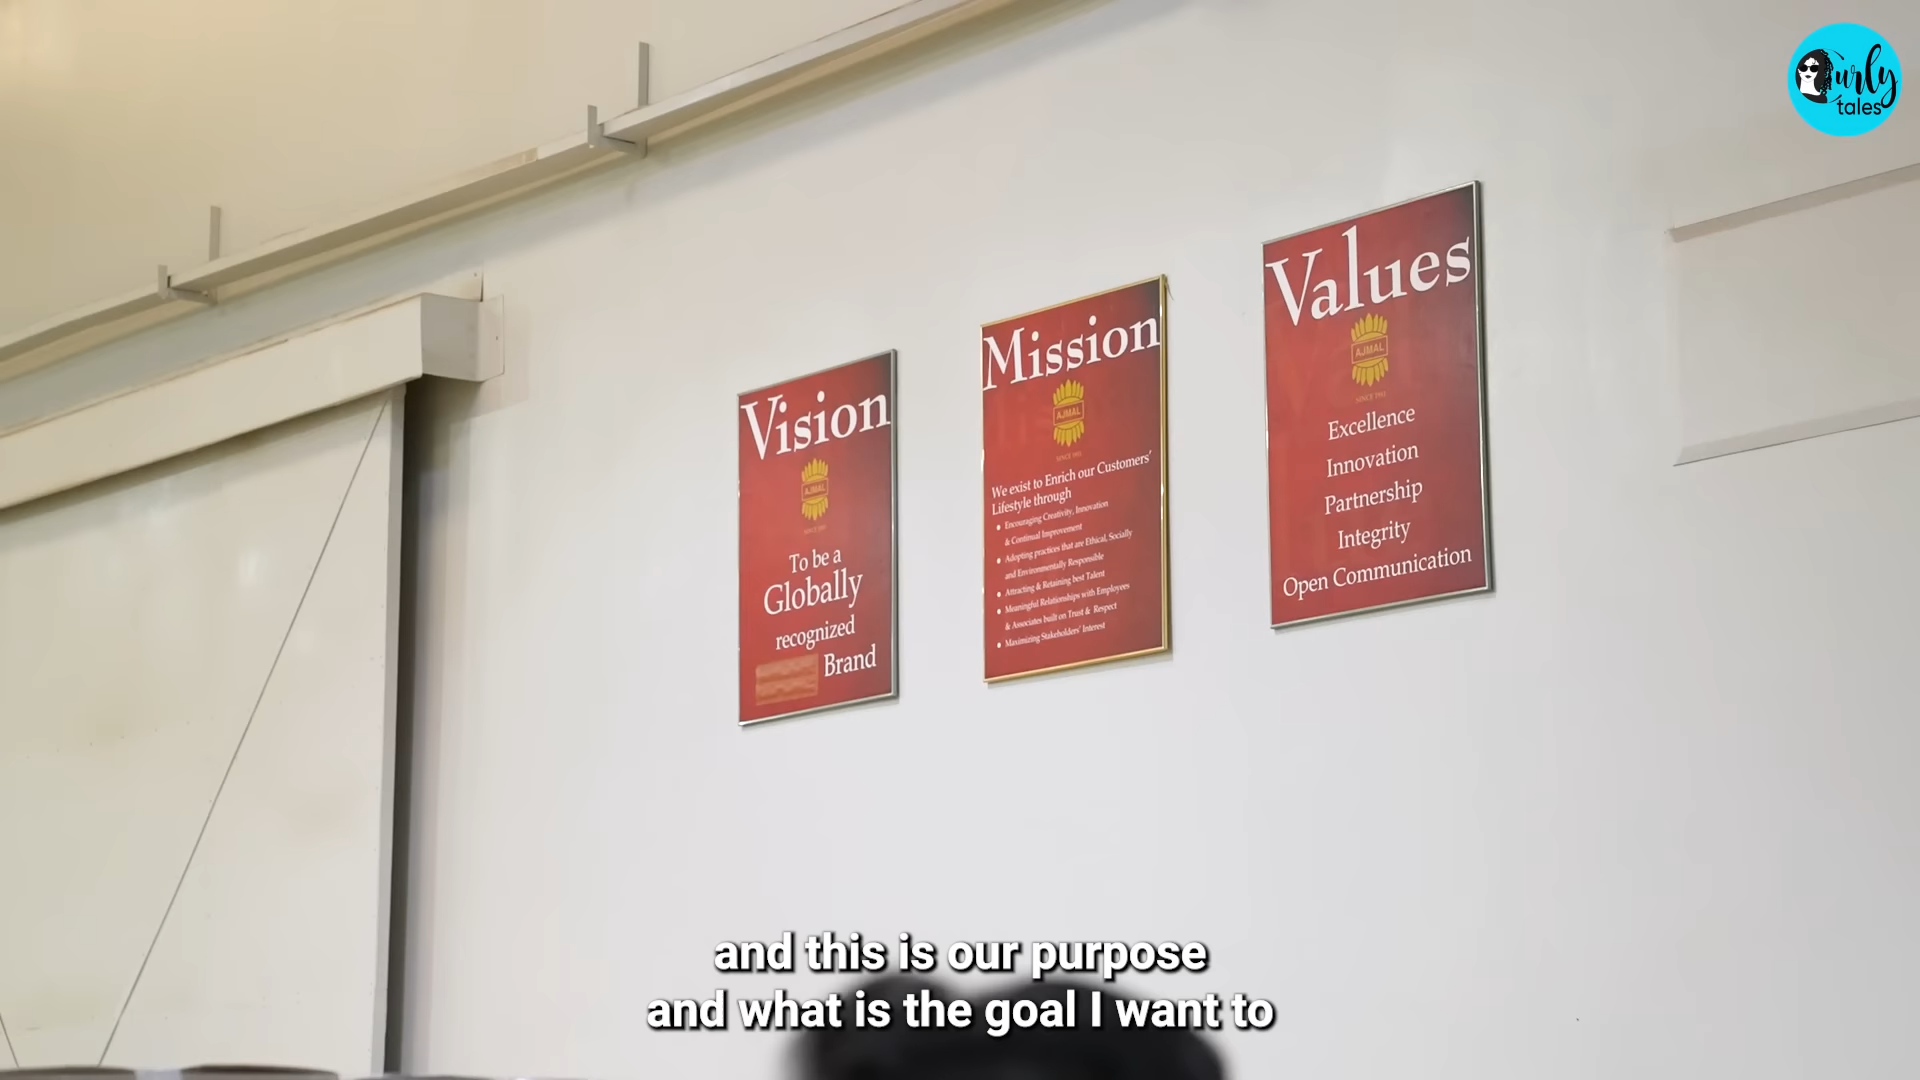 Curly
tales
Vision
AJMAL
To be a
Globally
recognized
Brand
Mission
AJMAL
We exist to Enrich our Customers'
Lifestyle through
• Encouraging Creativity, Innovation
& Continual Improvement
• Adopting practices that are Ethical, Socially
and Environmentally Responsible
• Attracting & Retaining best Talent
• Meaningful Relationships with Employees
& Associates built on Trust & Respect
• Maximizing Stakeholders' Interest
Values
AJMAL
Excellence
Innovation
Partnership
Integrity
Open Communication
and this is our purpose
and what is the goal I want to